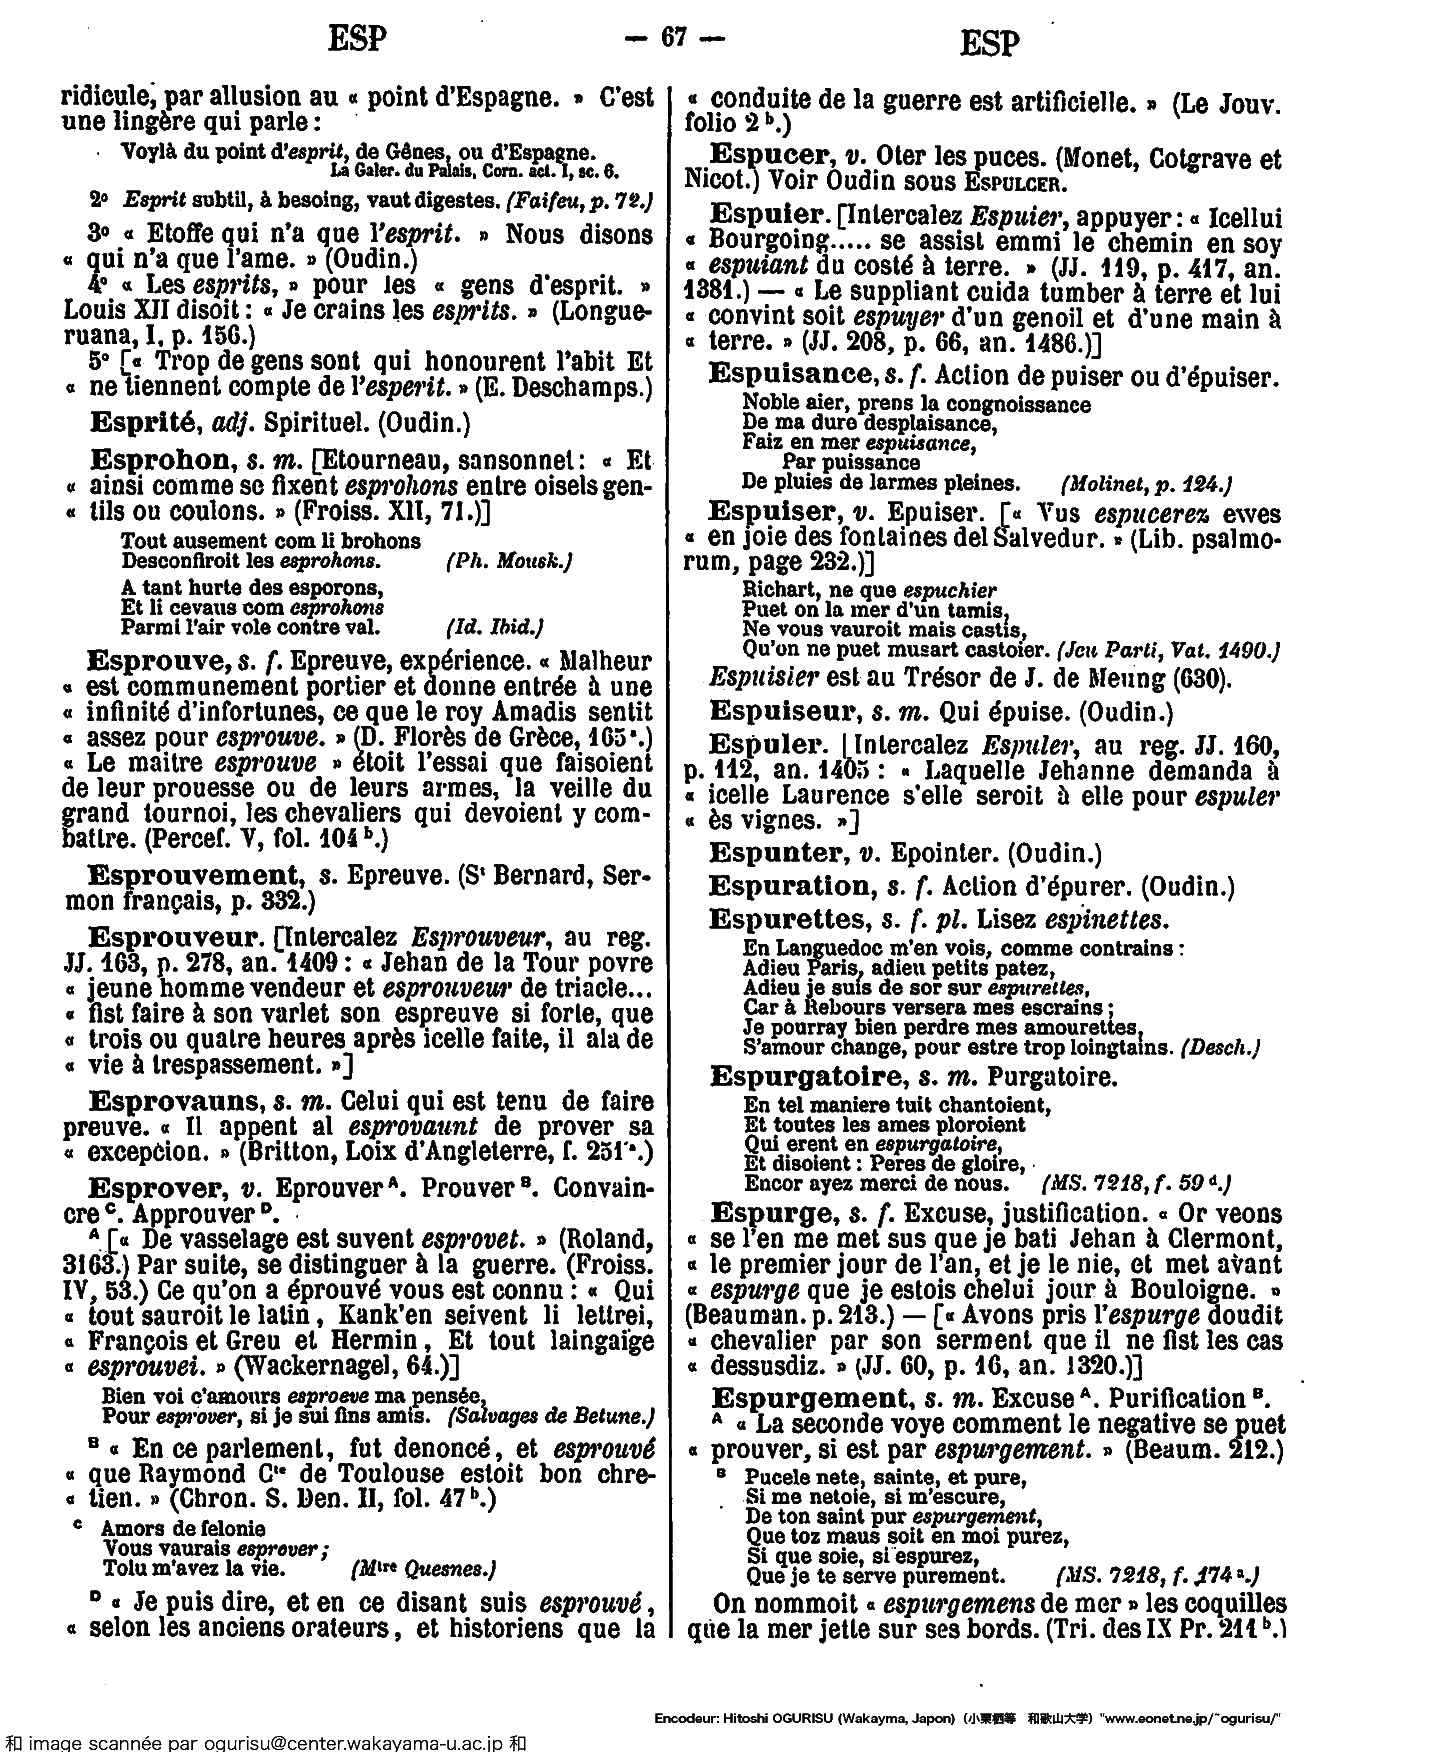 ESP — 67 — ESP
ridicule, par allusion au « point d'Espagne. » C'est
une lingère qui parle :
Voylà du point d'esprit, de Gênes, ou d'Espagne.
La Galer. du Palais, Corn. act. I, sc. 6.
2º Esprit subtil, à besoing, vaut digestes. (Faifeu, p. 72.)
3º « Etoffe qui n'a que l'esprit. » Nous disons
« qui n'a que l'ame. » (Oudin.)
4º « Les esprits, » pour les « gens d'esprit. »
Louis XII disoit : « Je crains les esprits. » (Longue-
ruana, I, p. 156.)
5º [« Trop de gens sont qui honourent l'abit Et
« ne tiennent compte de l'esperit. » (E. Deschamps.)
Esprité, adj. Spirituel. (Oudin.)
Esprohon, s. m. [Etourneau, sansonnet : « Et
« ainsi comme se fixent esprohons entre oisels gen-
« tils ou coulons. » (Froiss. XII, 71.)]
Tout ausement com li brohons
Desconfiroit les esprohons. (Ph. Mousk.)
A tant hurte des esporons,
Et li cevaus com esprohons
Parmi l'air vole contre val. (Id. Ibid.)
Esprouve, s. f. Epreuve, expérience. « Malheur
« est communement portier et donne entrée à une
« infinité d'infortunes, ce que le roy Amadis sentit
« assez pour esprouve. » (D. Florès de Grèce, 165ª.)
« Le maitre esprouve » étoit l'essai que faisoient
de leur prouesse ou de leurs armes, la veille du
grand tournoi, les chevaliers qui devoient y com-
battre. (Percef. V, fol. 104 b.)
Esprouvement, s. Epreuve. (St Bernard, Ser-
mon français, p. 332.)
Esprouveur. [Intercalez Esprouveur, au reg.
JJ. 163, p. 278, an. 1409 : « Jehan de la Tour povre
« jeune homme vendeur et esprouveur de triacle...
« fist faire à son varlet son espreuve si forte, que
« trois ou quatre heures après icelle faite, il ala de
« vie à trespassement. »]
Esprovauns, s. m. Celui qui est tenu de faire
preuve. « Il appent al esprovaunt de prover sa
« excepcion. » (Britton, Loix d'Angleterre, f. 251 ª.)
Esprover, v. Eprouver A. Prouver B. Convain-
cre C. Approuver D.
A [« De vasselage est suvent esprovet. » (Roland,
3163.) Par suite, se distinguer à la guerre. (Froiss.
IV, 53.) Ce qu'on a éprouvé vous est connu : « Qui
« tout sauroit le latin, Kank'en seivent li lettrei,
« François et Greu et Hermin, Et tout laingaige
« esprouvei. » (Wackernagel, 64.)]
Bien voi c'amours esproeve ma pensée,
Pour esprover, si je sui fins amis. (Salvages de Betune.)
B « En ce parlement, fut denoncé, et esprouvé
« que Raymond Cte de Toulouse estoit bon chre-
« tien. » (Chron. S. Den. II, fol. 47 b.)
C Amors de felonie
Vous vaurais esprover ;
Tolu m'avez la vie. (Mtre Quesnes.)
D « Je puis dire, et en ce disant suis esprouvé,
« selon les anciens orateurs, et historiens que la
« conduite de la guerre est artificielle. » (Le Jouv.
folio 2 b.)
Espucer, v. Oter les puces. (Monet, Cotgrave et
Nicot.) Voir Oudin sous ESPULCER.
Espuier. [Intercalez Espuier, appuyer : « Icellui
« Bourgoing..... se assist emmi le chemin en soy
« espuiant du costé à terre. » (JJ. 119, p. 417, an.
1381.) — « Le suppliant cuida tumber à terre et lui
« convint soit espuyer d'un genoil et d'une main à
« terre. » (JJ. 208, p. 66, an. 1486.)]
Espuisance, s. f. Action de puiser ou d'épuiser.
Noble aier, prens la congnoissance
De ma dure desplaisance,
Faiz en mer espuisance,
Par puissance
De pluies de larmes pleines. (Molinet, p. 124.)
Espuiser, v. Epuiser. [« Vus espucerez ewes
« en joie des fontaines del Salvedur. » (Lib. psalmo-
rum, page 232.)]
Richart, ne que espuchier
Puet on la mer d'un tamis,
Ne vous vauroit mais castis,
Qu'on ne puet musart castoier. (Jeu Parti, Vat. 1490.)
Espuisier est au Trésor de J. de Meung (630).
Espuiseur, s. m. Qui épuise. (Oudin.)
Espuler. [Intercalez Espuler, au reg. JJ. 160,
p. 112, an. 1405 : « Laquelle Jehanne demanda à
« icelle Laurence s'elle seroit à elle pour espuler
« ès vignes. »]
Espunter, v. Epointer. (Oudin.)
Espuration, s. f. Action d'épurer. (Oudin.)
Espurettes, s. f. pl. Lisez espinettes.
En Languedoc m'en vois, comme contrains :
Adieu Paris, adieu petits patez,
Adieu je suis de sor sur espurettes,
Car à Rebours versera mes escrains ;
Je pourray bien perdre mes amourettes,
S'amour change, pour estre trop loingtains. (Desch.)
Espurgatoire, s. m. Purgatoire.
En tel maniere tuit chantoient,
Et toutes les ames ploroient
Qui erent en espurgatoire,
Et disoient : Peres de gloire,
Encor ayez merci de nous. (MS. 7218, f. 59 d.)
Espurge, s. f. Excuse, justification. « Or veons
« se l'en me met sus que je bati Jehan à Clermont,
« le premier jour de l'an, et je le nie, et met avant
« espurge que je estois chelui jour à Bouloigne. »
(Beauman. p. 213.) — [« Avons pris l'espurge doudit
« chevalier par son serment que il ne fist les cas
« dessusdiz. » (JJ. 60, p. 16, an. 1320.)]
Espurgement, s. m. Excuse A. Purification B.
A « La seconde voye comment le negative se puet
« prouver, si est par espurgement. » (Beaum. 212.)
B Pucele nete, sainte, et pure,
Si me netoie, si m'escure,
De ton saint pur espurgement,
Que toz maus soit en moi purez,
Si que soie, si espurez,
Que je te serve purement. (MS. 7218, f. 174 ª.)
On nommoit « espurgemens de mer » les coquilles
que la mer jette sur ses bords. (Tri. des IX Pr. 211 b.)
Encodeur: Hitoshi OGURISU (Wakayma, Japon) (小栗栖等 和歌山大学) "www.eonet.ne.jp/~ogurisu/"
和 image scannée par ogurisu@center.wakayama-u.ac.jp 和